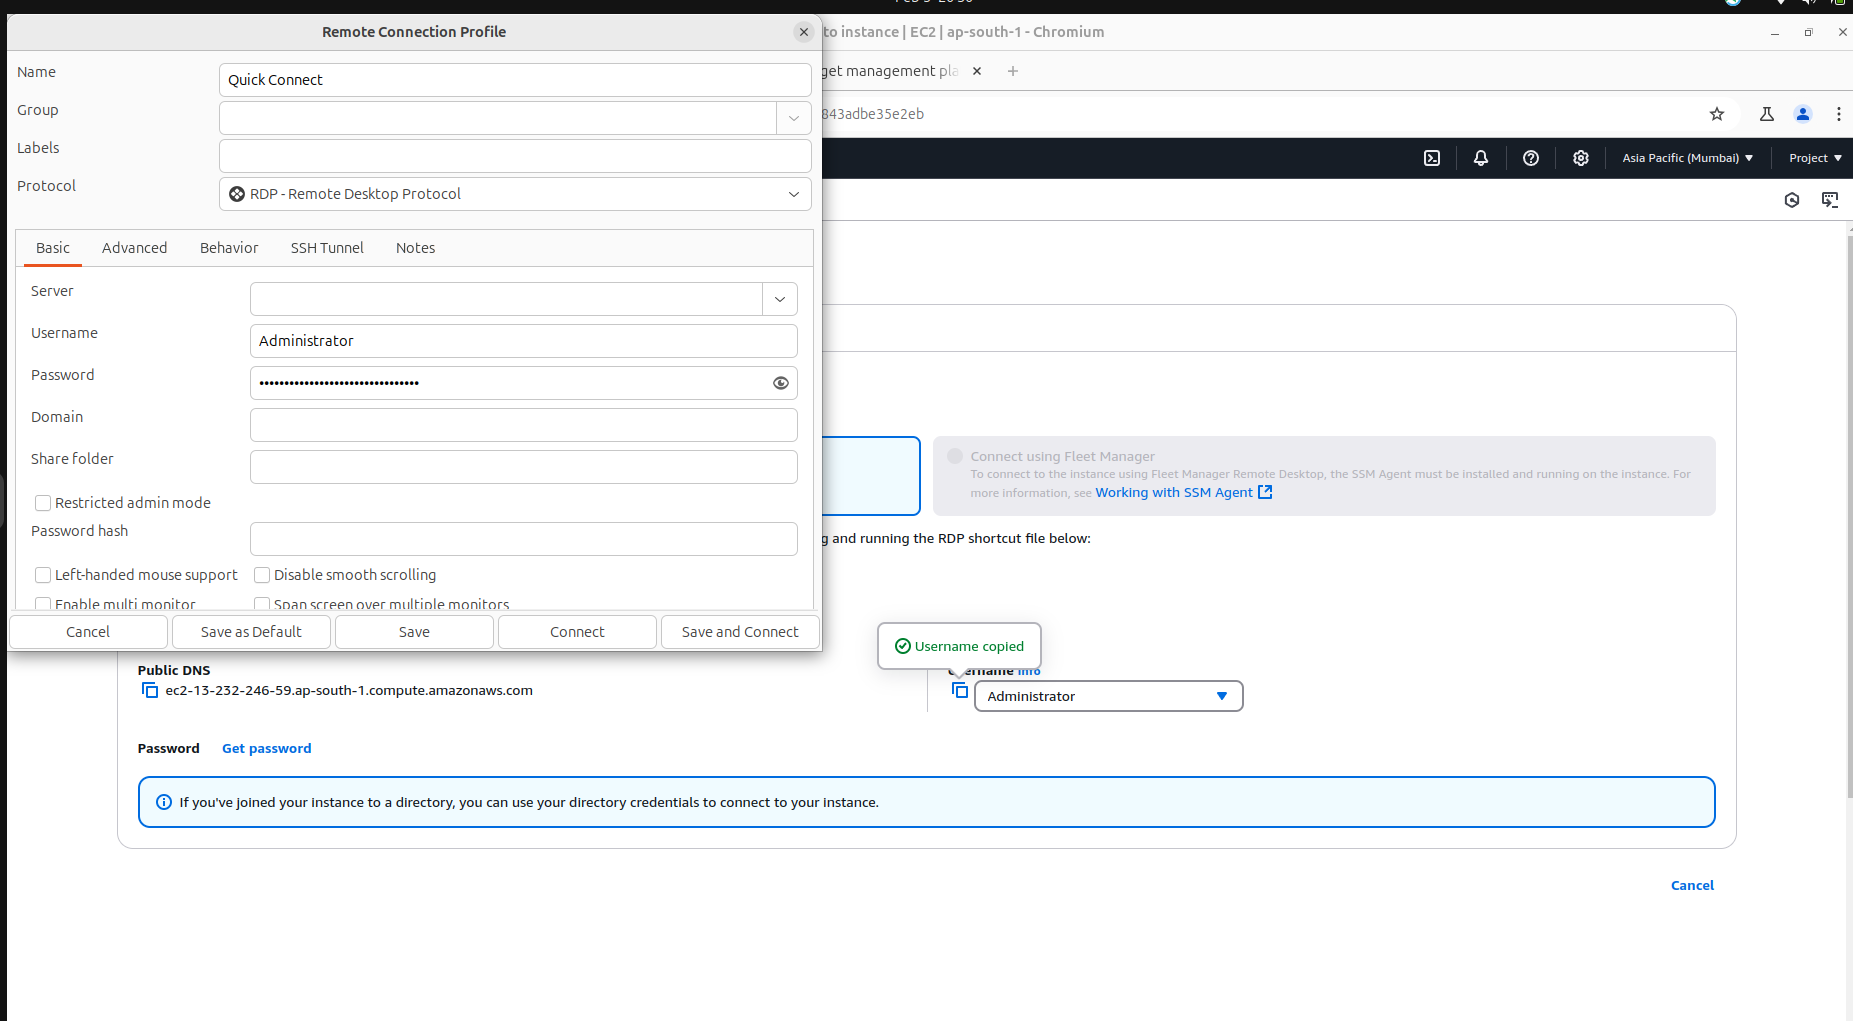 Remote Connection Profile
to instance | EC2 | ap-south-1 - Chromium
Name
Quick Connect
get management pla
Group
843adbe35e2eb
Labels
Asia Pacific (Mumbai)
Project
Protocol
RDP - Remote Desktop Protocol
Basic
Advanced
Behavior
SSH Tunnel
Notes
Server
Username
Administrator
Password
Domain
Share folder
Restricted admin mode
Password hash
Left-handed mouse support
Disable smooth scrolling
Enable multi monitor
Span screen over multiple monitors
Cancel
Save as Default
Save
Connect
Save and Connect
Connect using Fleet Manager
To connect to the instance using Fleet Manager Remote Desktop, the SSM Agent must be installed and running on the instance. For
more information, see Working with SSM Agent
g and running the RDP shortcut file below:
Username copied
Public DNS
ec2-13-232-246-59.ap-south-1.compute.amazonaws.com
Username Info
Administrator
Password
Get password
If you've joined your instance to a directory, you can use your directory credentials to connect to your instance.
Cancel